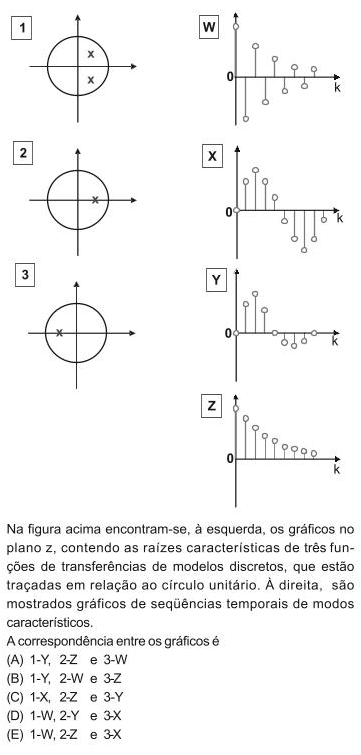 1
W
0
k
2
X
0
k
3
Y
0
k
Z
0
k
Na figura acima encontram-se, à esquerda, os gráficos no
plano z, contendo as raízes características de três fun-
ções de transferências de modelos discretos, que estão
traçadas em relação ao círculo unitário. À direita, são
mostrados gráficos de seqüências temporais de modos
característicos.
A correspondência entre os gráficos é
(A) 1-Y, 2-Z e 3-W
(B) 1-Y, 2-W e 3-Z
(C) 1-X, 2-Z e 3-Y
(D) 1-W, 2-Y e 3-X
(E) 1-W, 2-Z e 3-X